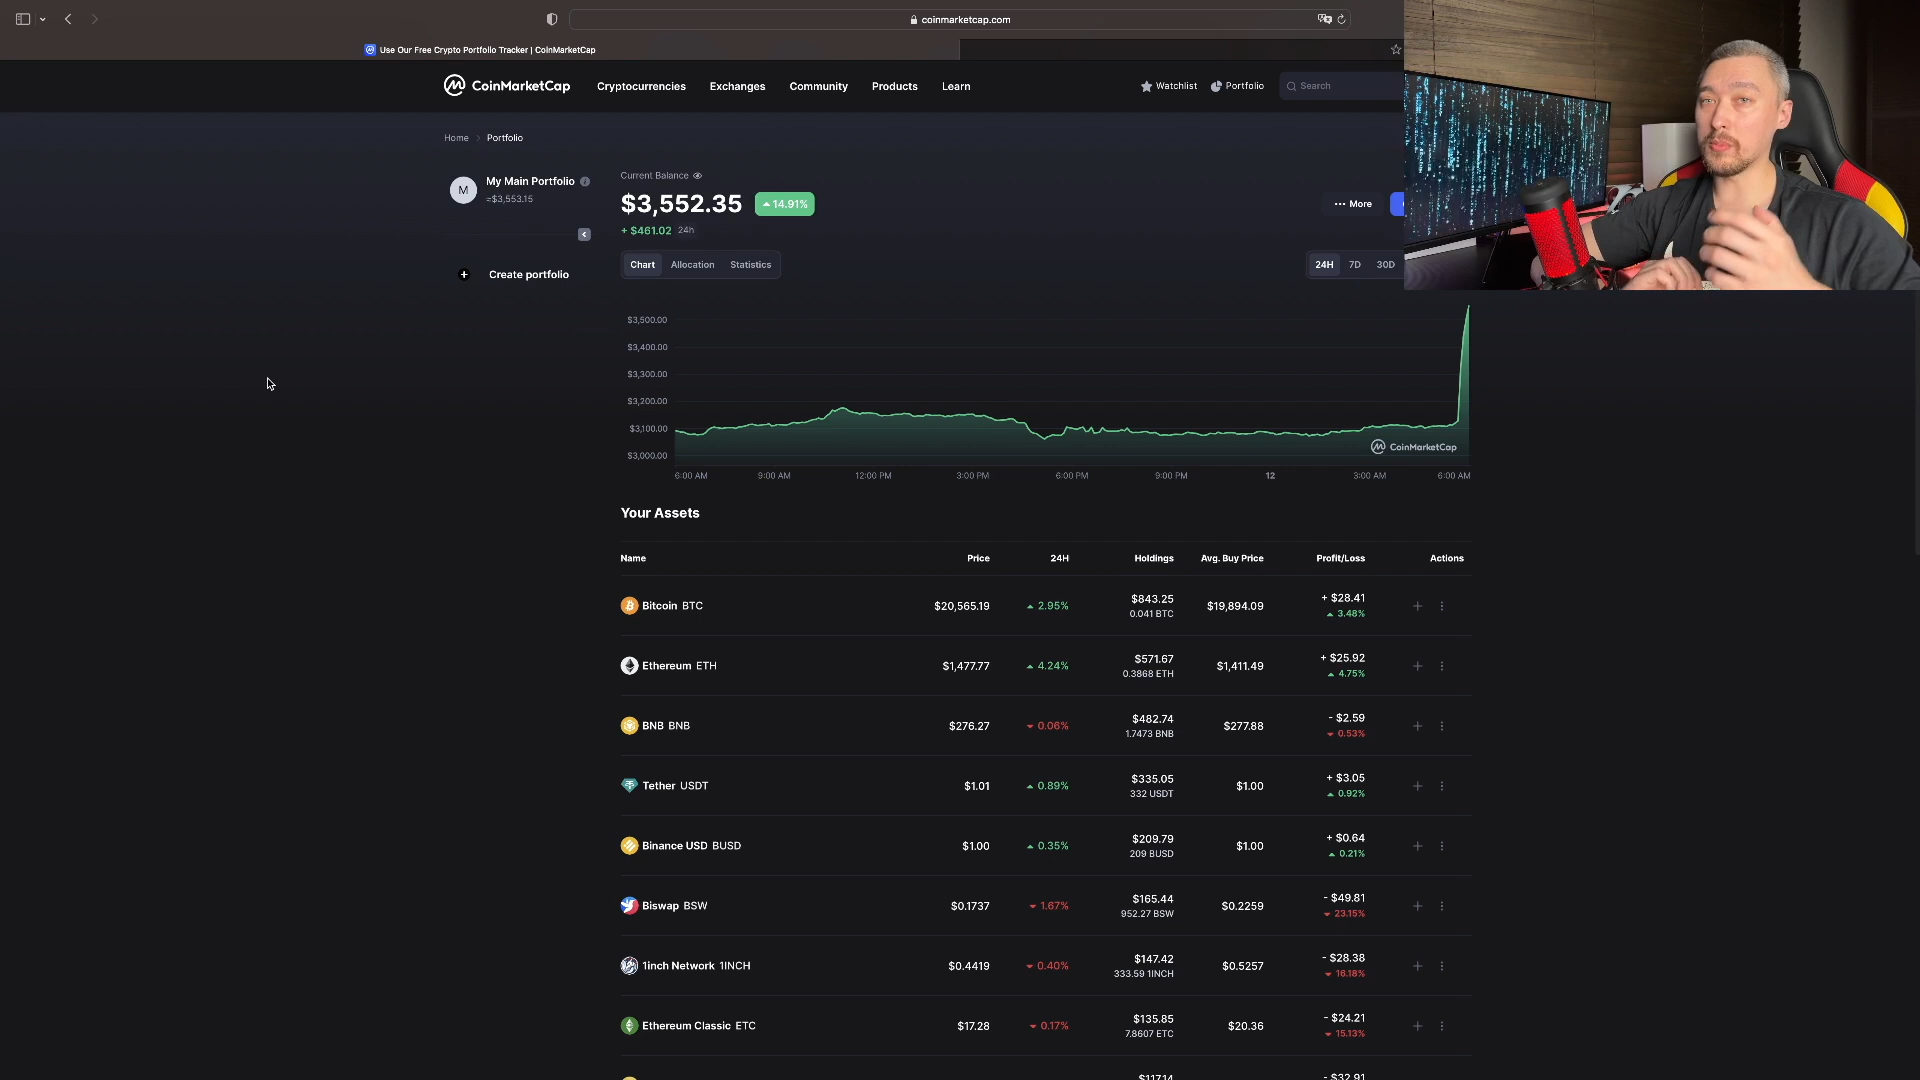 coinmarketcap.com
Use Our Free Crypto Portfolio Tracker | CoinMarketCap
CoinMarketCap Cryptocurrencies Exchanges Community Products Learn Watchlist Portfolio Search
Home Portfolio
M My Main Portfolio
≈$3,553.15
Create portfolio
Current Balance
$3,552.35 14.91%
+ $461.02 24h
More
Chart Allocation Statistics 24H 7D 30D
$3,500.00
$3,400.00
$3,300.00
$3,200.00
$3,100.00
$3,000.00
CoinMarketCap
6:00 AM 9:00 AM 12:00 PM 3:00 PM 6:00 PM 9:00 PM 12 3:00 AM 6:00 AM
Your Assets
Name Price 24H Holdings Avg. Buy Price Profit/Loss Actions
Bitcoin BTC $20,565.19 2.95% $843.25 $19,894.09 + $28.41
0.041 BTC 3.48%
Ethereum ETH $1,477.77 4.24% $571.67 $1,411.49 + $25.92
0.3868 ETH 4.75%
BNB BNB $276.27 0.06% $482.74 $277.88 - $2.59
1.7473 BNB 0.53%
Tether USDT $1.01 0.89% $335.05 $1.00 + $3.05
332 USDT 0.92%
Binance USD BUSD $1.00 0.35% $209.79 $1.00 + $0.64
209 BUSD 0.21%
Biswap BSW $0.1737 1.67% $165.44 $0.2259 - $49.81
952.27 BSW 23.15%
1inch Network 1INCH $0.4419 0.40% $147.42 $0.5257 - $28.38
333.59 1INCH 16.18%
Ethereum Classic ETC $17.28 0.17% $135.85 $20.36 - $24.21
7.8607 ETC 15.13%
$117.14 - $32.91